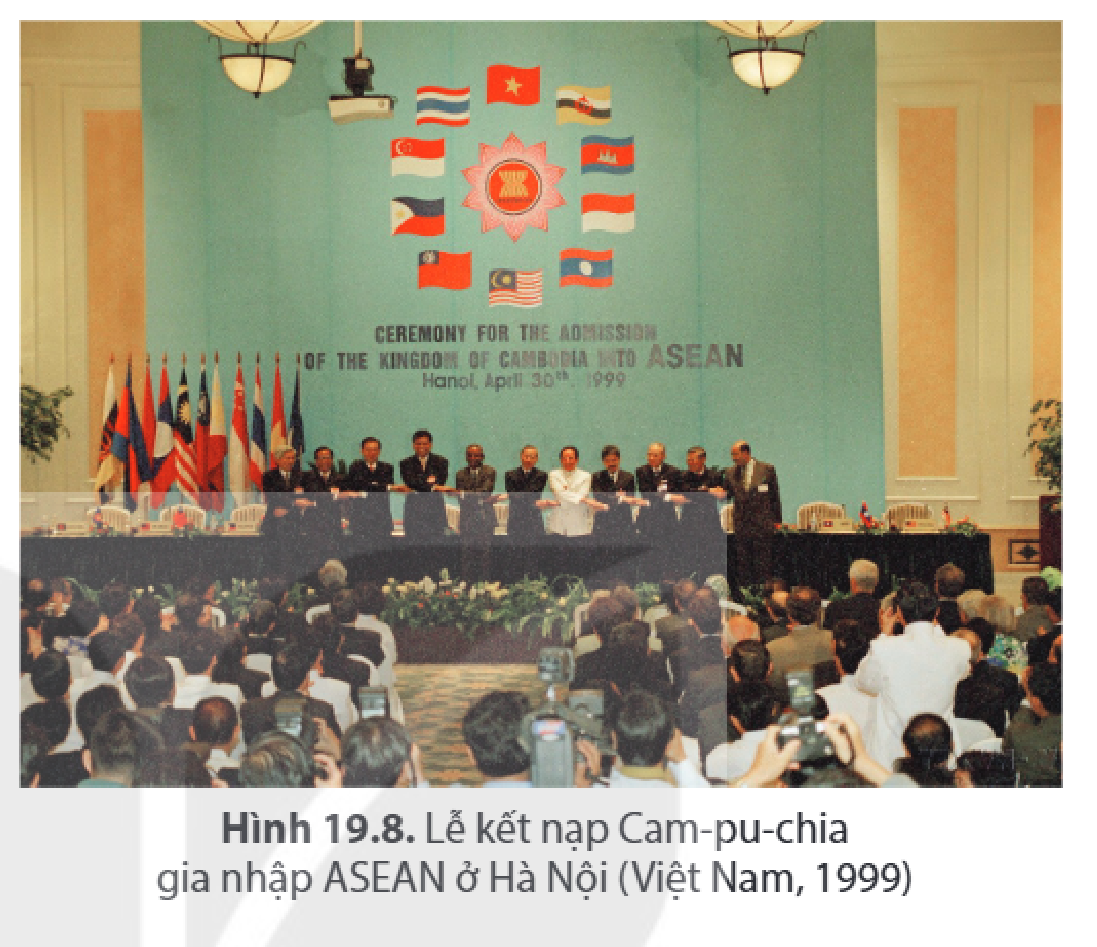 CEREMONY FOR THE ADMISSION
OF THE KINGDOM OF CAMBODIA INTO ASEAN
Hanoi, April 30th, 1999
Hình 19.8. Lễ kết nạp Cam-pu-chia
gia nhập ASEAN ở Hà Nội (Việt Nam, 1999)